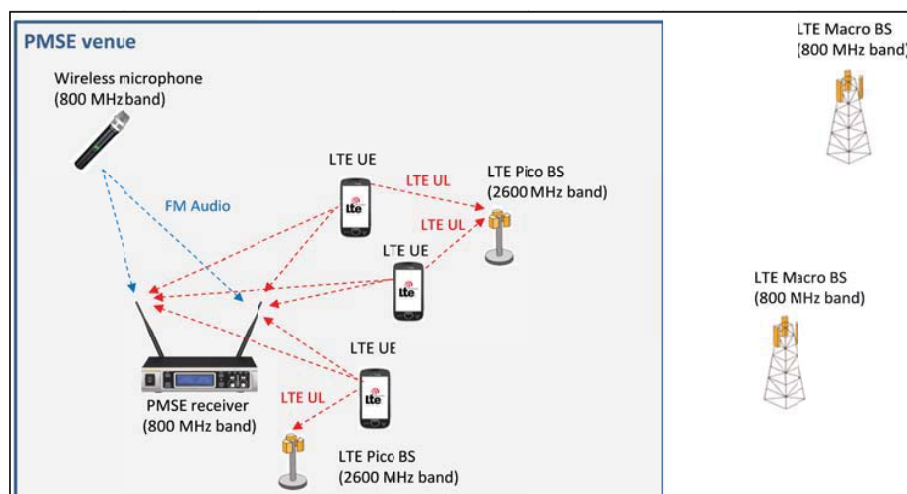 PMSE venue
Wireless microphone
(800 MHzband)
FM Audio
LTE UE
LTE UL
LTE Pico BS
(2600 MHz band)
LTE UL
LTE UE
LTE UE
LTE UL
PMSE receiver
(800 MHz band)
LTE Pico BS
(2600 MHz band)
LTE Macro BS
(800 MHz band)
LTE Macro BS
(800 MHz band)
lte
lte
lte